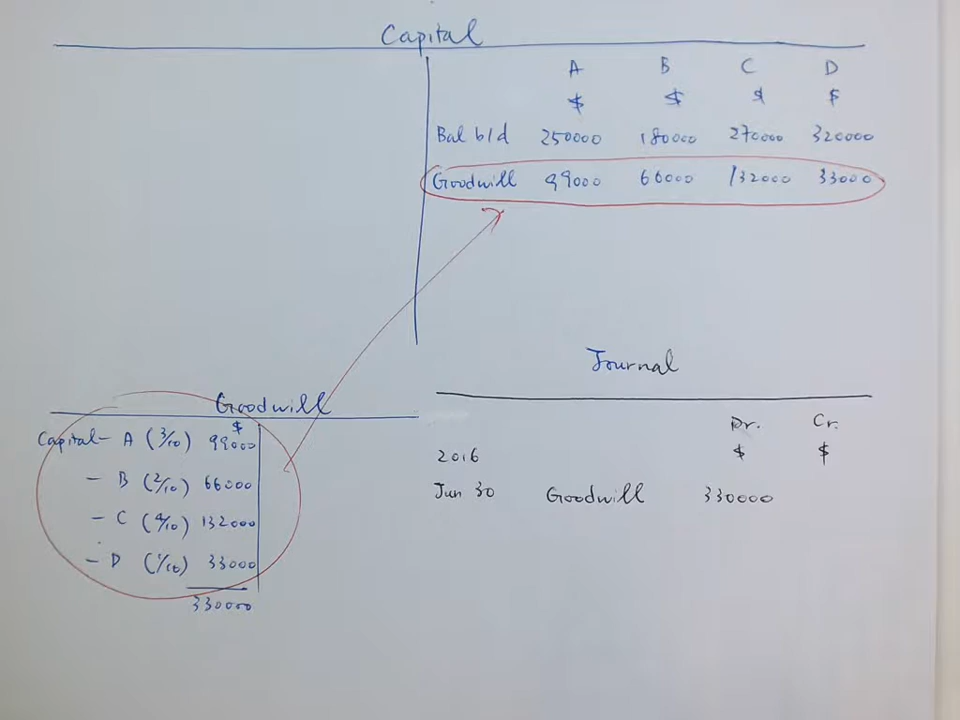 Capital
A B C D
$ $ $ $
Bal b/d 250000 180000 270000 320000
Goodwill 99000 66000 132000 33000
Goodwill
$
Capital- A (3/10) 99000
- B (2/10) 66000
- C (4/10) 132000
- D (1/10) 33000
330000
Journal
Dr. Cr.
2016 $ $
Jun 30 Goodwill 330000